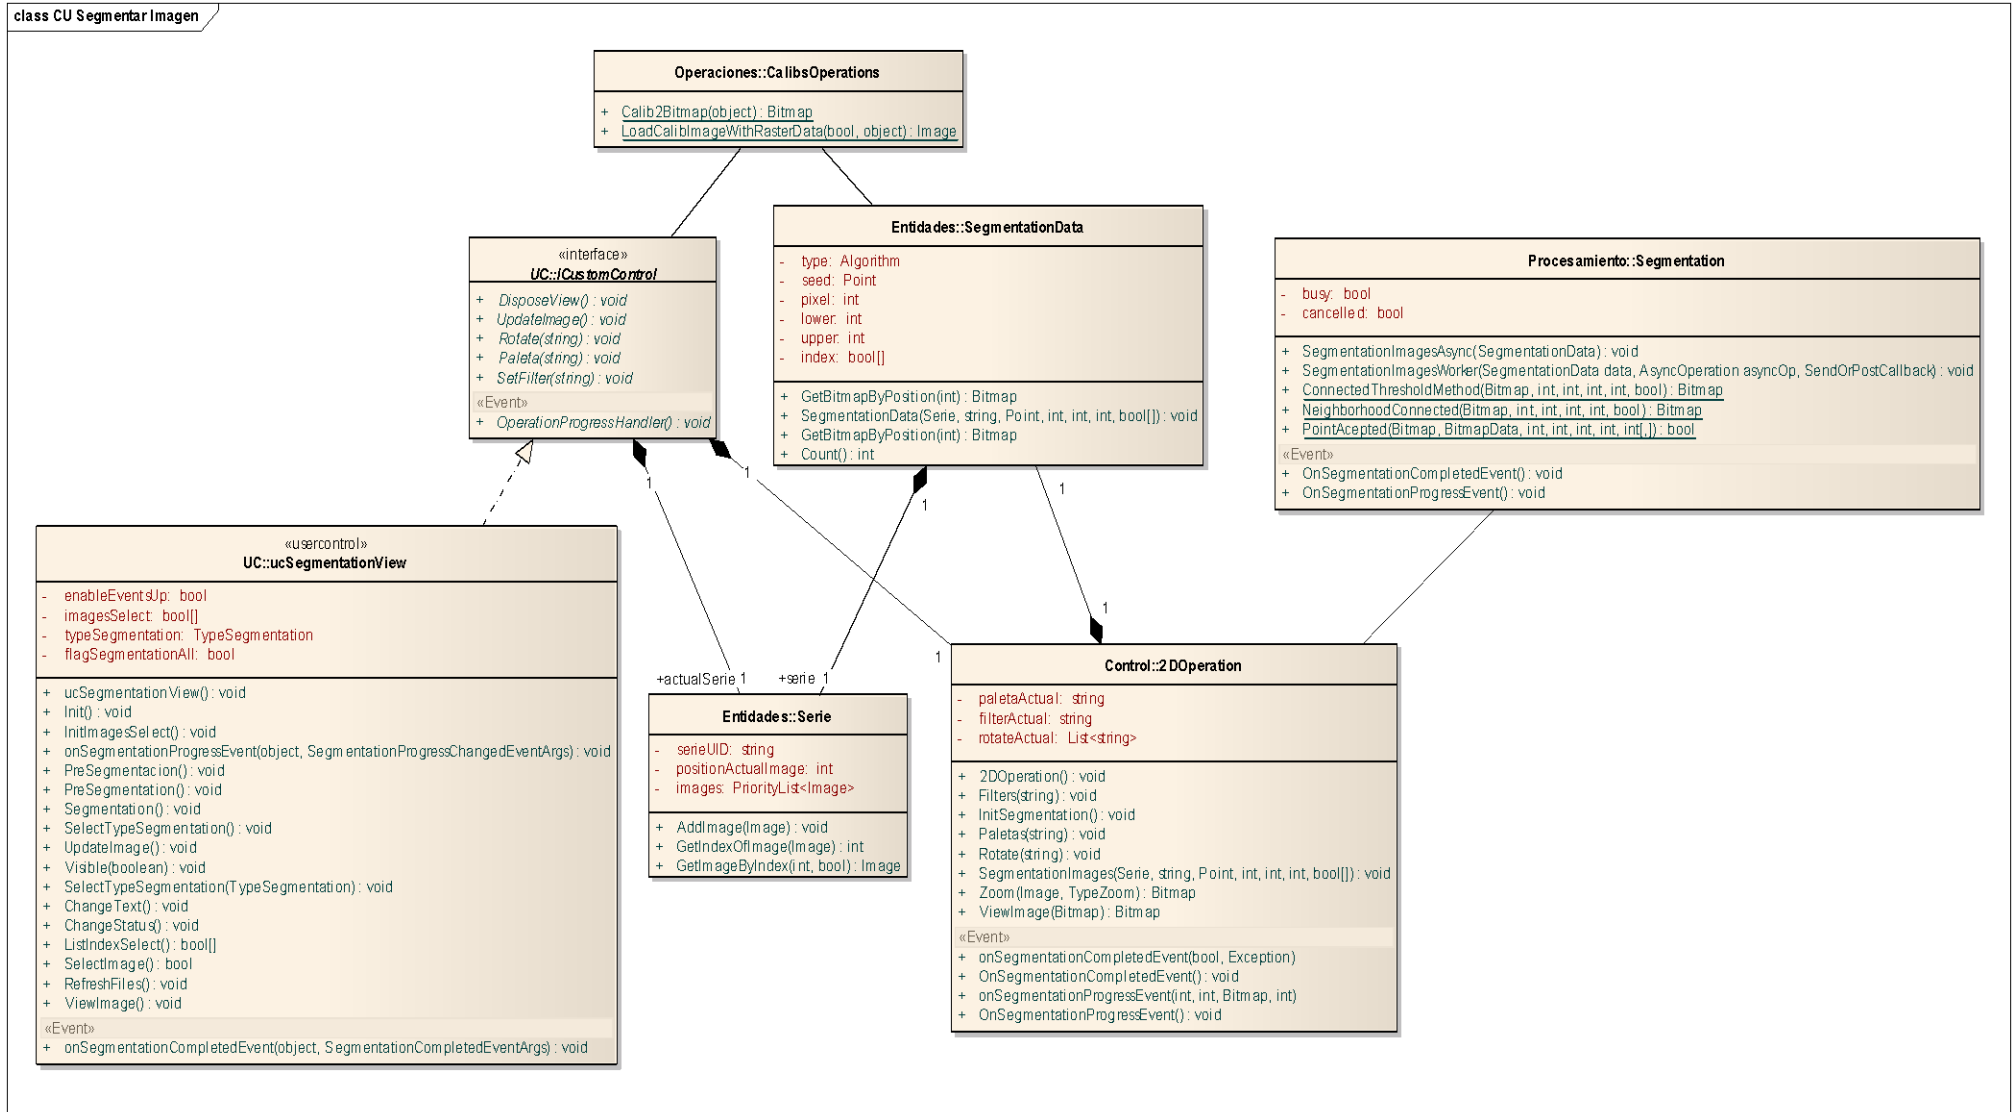 class CU Segmentar Imagen
Operaciones::CalibsOperations
+ Calib2Bitmap(object) : Bitmap
+ LoadCalibImageWithRasterData(bool, object) : Image
«interface»
UC::ICustomControl
+ DisposeView() : void
+ UpdateImage() : void
+ Rotate(string) : void
+ Paleta(string) : void
+ SetFilter(string) : void
«Event»
+ OperationProgressHandler() : void
Entidades::SegmentationData
- type: Algorithm
- seed: Point
- pixel: int
- lower: int
- upper: int
- index: bool[]
+ GetBitmapByPosition(int) : Bitmap
+ SegmentationData(Serie, string, Point, int, int, int, bool[]) : void
+ GetBitmapByPosition(int) : Bitmap
+ Count() : int
Procesamiento::Segmentation
- busy: bool
- cancelled: bool
+ SegmentationImagesAsync(SegmentationData) : void
+ SegmentationImagesWorker(SegmentationData data, AsyncOperation asyncOp, SendOrPostCallback) : void
+ ConnectedThresholdMethod(Bitmap, int, int, int, int, bool) : Bitmap
+ NeighborhoodConnected(Bitmap, int, int, int, int, bool) : Bitmap
+ PointAcepted(Bitmap, BitmapData, int, int, int, int, int[,]) : bool
«Event»
+ OnSegmentationCompletedEvent() : void
+ OnSegmentationProgressEvent() : void
1
1
1
1
1
1
+actualSerie 1
+serie 1
«usercontrol»
UC::ucSegmentationView
- enableEventsUp: bool
- imagesSelect: bool[]
- typeSegmentation: TypeSegmentation
- flagSegmentationAll: bool
+ ucSegmentationView() : void
+ Init() : void
+ InitImagesSelect() : void
+ onSegmentationProgressEvent(object, SegmentationProgressChangedEventArgs) : void
+ PreSegmentacion() : void
+ PreSegmentation() : void
+ Segmentation() : void
+ SelectTypeSegmentation() : void
+ UpdateImage() : void
+ Visible(boolean) : void
+ SelectTypeSegmentation(TypeSegmentation) : void
+ ChangeText() : void
+ ChangeStatus() : void
+ ListIndexSelect() : bool[]
+ SelectImage() : bool
+ RefreshFiles() : void
+ ViewImage() : void
«Event»
+ onSegmentationCompletedEvent(object, SegmentationCompletedEventArgs) : void
Entidades::Serie
- serieUID: string
- positionActualImage: int
- images: PriorityList<Image>
+ AddImage(Image) : void
+ GetIndexOfImage(Image) : int
+ GetImageByIndex(int, bool) : Image
Control::2DOperation
- paletaActual: string
- filterActual: string
- rotateActual: List<string>
+ 2DOperation() : void
+ Filters(string) : void
+ InitSegmentation() : void
+ Paletas(string) : void
+ Rotate(string) : void
+ SegmentationImages(Serie, string, Point, int, int, int, bool[]) : void
+ Zoom(Image, TypeZoom) : Bitmap
+ ViewImage(Bitmap) : Bitmap
«Event»
+ onSegmentationCompletedEvent(bool, Exception)
+ OnSegmentationCompletedEvent() : void
+ onSegmentationProgressEvent(int, int, Bitmap, int)
+ OnSegmentationProgressEvent() : void